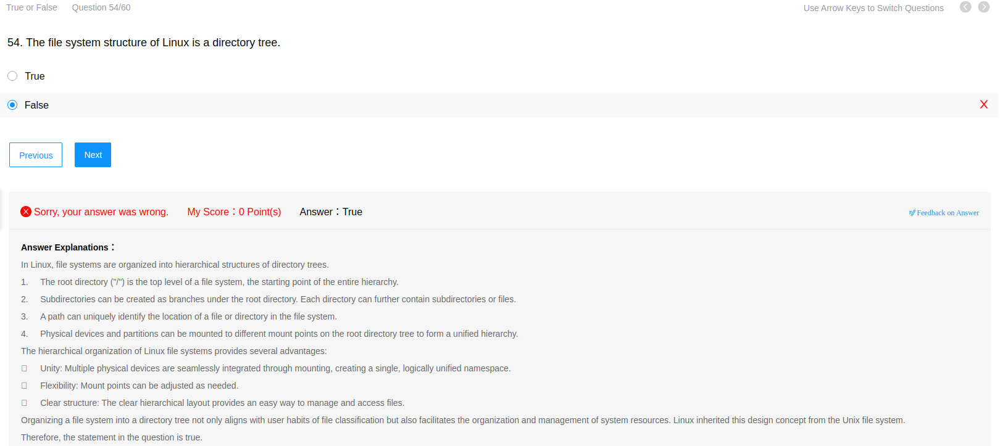 True or False Question 54/60 Use Arrow Keys to Switch Questions
54. The file system structure of Linux is a directory tree.
True
False X
Previous Next
Sorry, your answer was wrong. My Score：0 Point(s) Answer：True Feedback on Answer
Answer Explanations：
In Linux, file systems are organized into hierarchical structures of directory trees.
1. The root directory ("/") is the top level of a file system, the starting point of the entire hierarchy.
2. Subdirectories can be created as branches under the root directory. Each directory can further contain subdirectories or files.
3. A path can uniquely identify the location of a file or directory in the file system.
4. Physical devices and partitions can be mounted to different mount points on the root directory tree to form a unified hierarchy.
The hierarchical organization of Linux file systems provides several advantages:
Unity: Multiple physical devices are seamlessly integrated through mounting, creating a single, logically unified namespace.
Flexibility: Mount points can be adjusted as needed.
Clear structure: The clear hierarchical layout provides an easy way to manage and access files.
Organizing a file system into a directory tree not only aligns with user habits of file classification but also facilitates the organization and management of system resources. Linux inherited this design concept from the Unix file system.
Therefore, the statement in the question is true.